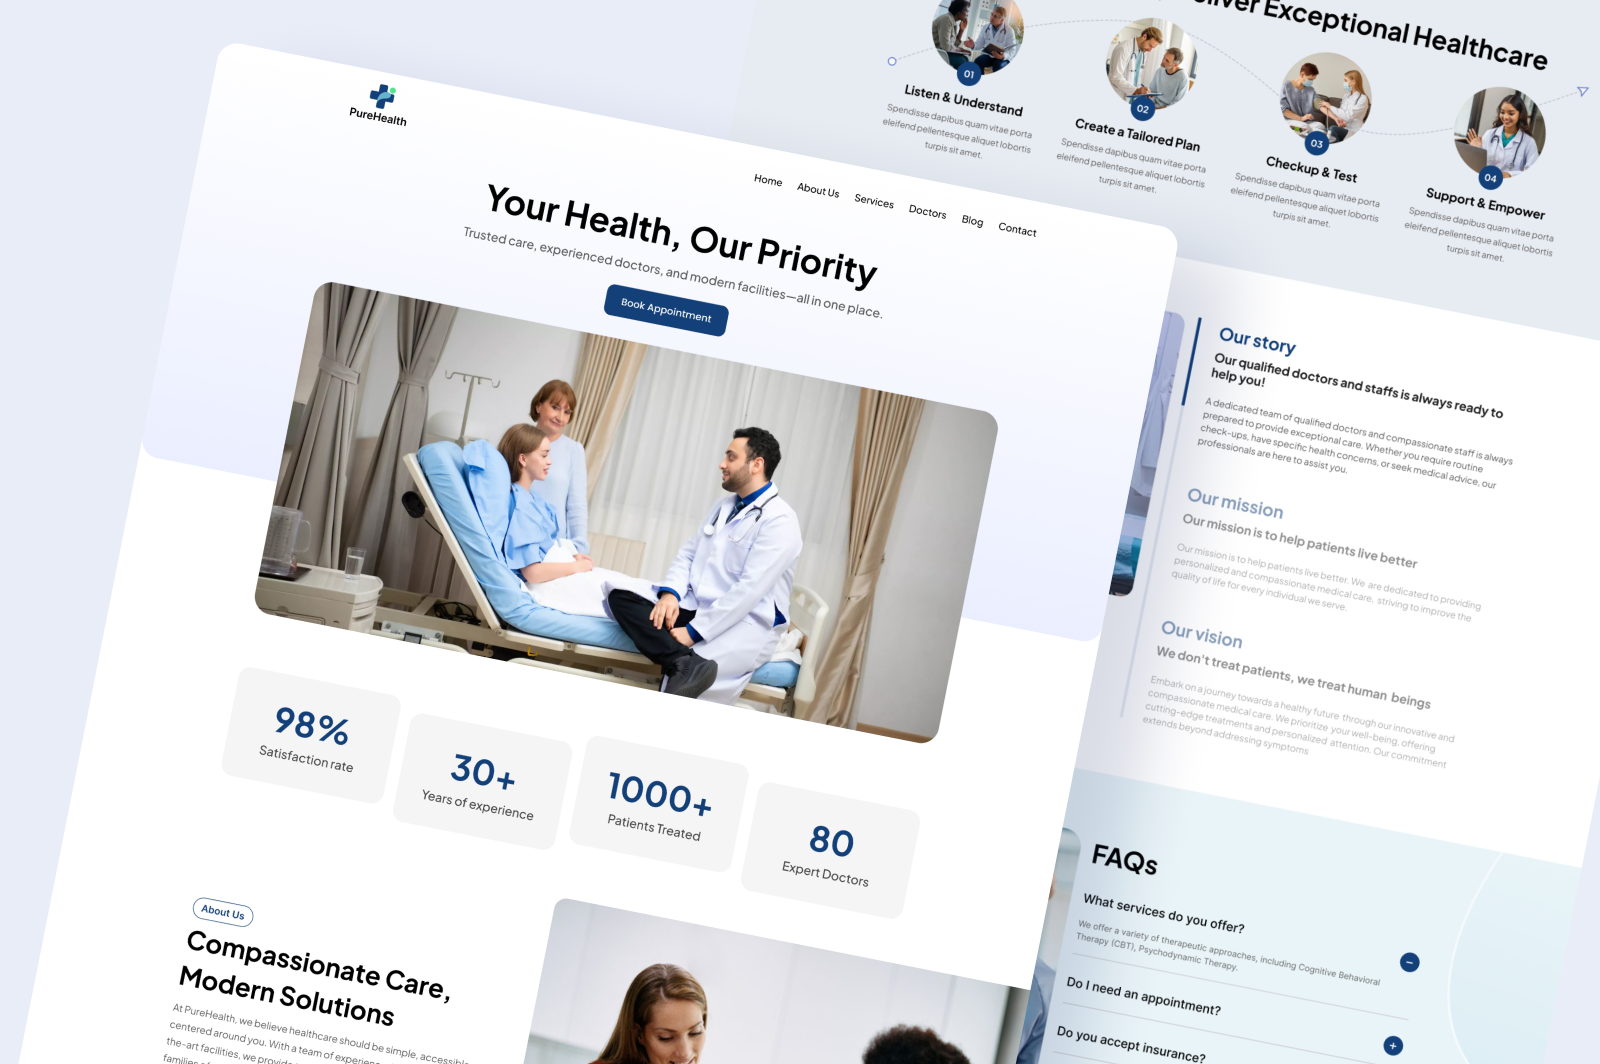 PureHealth
Home
About Us
Services
Doctors
Blog
Contact
Your Health, Our Priority
Trusted care, experienced doctors, and modern facilities—all in one place.
Book Appointment
98%
Satisfaction rate
30+
Years of experience
1000+
Patients Treated
80
Expert Doctors
About Us
Compassionate Care,
Modern Solutions
At PureHealth, we believe healthcare should be simple, accessible,
centered around you. With a team of experienc
the-art facilities, we provid
families
Exceptional Healthcare
01
Listen & Understand
Spendisse dapibus quam vitae porta
eleifend pellentesque aliquet lobortis
turpis sit amet.
02
Create a Tailored Plan
Spendisse dapibus quam vitae porta
eleifend pellentesque aliquet lobortis
turpis sit amet.
03
Checkup & Test
Spendisse dapibus quam vitae porta
eleifend pellentesque aliquet lobortis
turpis sit amet.
04
Support & Empower
Spendisse dapibus quam vitae porta
eleifend pellentesque aliquet lobortis
turpis sit amet.
Our story
Our qualified doctors and staffs is always ready to
help you!
A dedicated team of qualified doctors and compassionate staff is always
prepared to provide exceptional care. Whether you require routine
check-ups, have specific health concerns, or seek medical advice, our
professionals are here to assist you.
Our mission
Our mission is to help patients live better
Our mission is to help patients live better. We are dedicated to providing
personalized and compassionate medical care, striving to improve the
quality of life for every individual we serve.
Our vision
We don't treat patients, we treat human beings
Embark on a journey towards a healthy future through our innovative and
compassionate medical care. We prioritize your well-being, offering
cutting-edge treatments and personalized attention. Our commitment
extends beyond addressing symptoms
FAQs
What services do you offer?
We offer a variety of therapeutic approaches, including Cognitive Behavioral
Therapy (CBT), Psychodynamic Therapy.
Do I need an appointment?
Do you accept insurance?